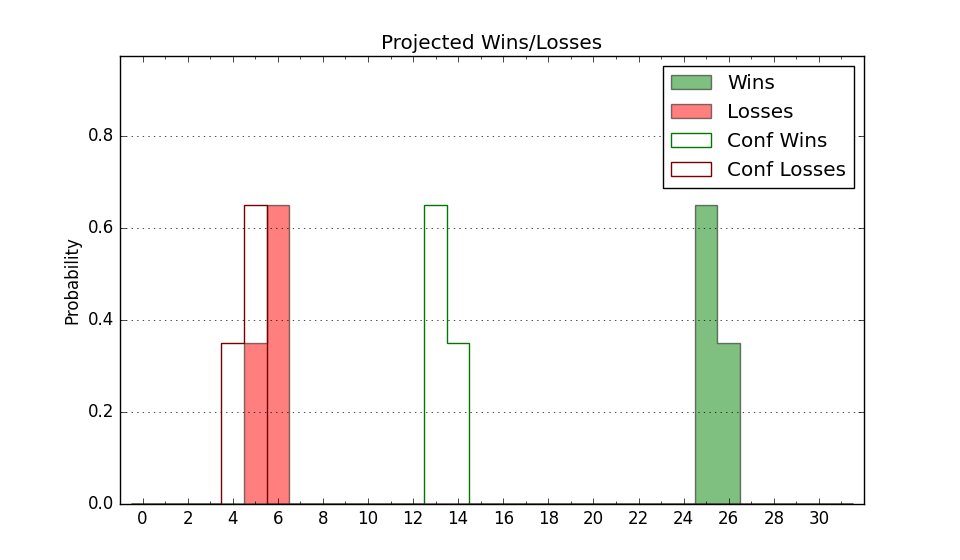 Projected Wins/Losses
Wins
Losses
Conf Wins
Conf Losses
Probability
0.8
0.6
0.4
0.2
0.0
0 2 4 6 8 10 12 14 16 18 20 22 24 26 28 30